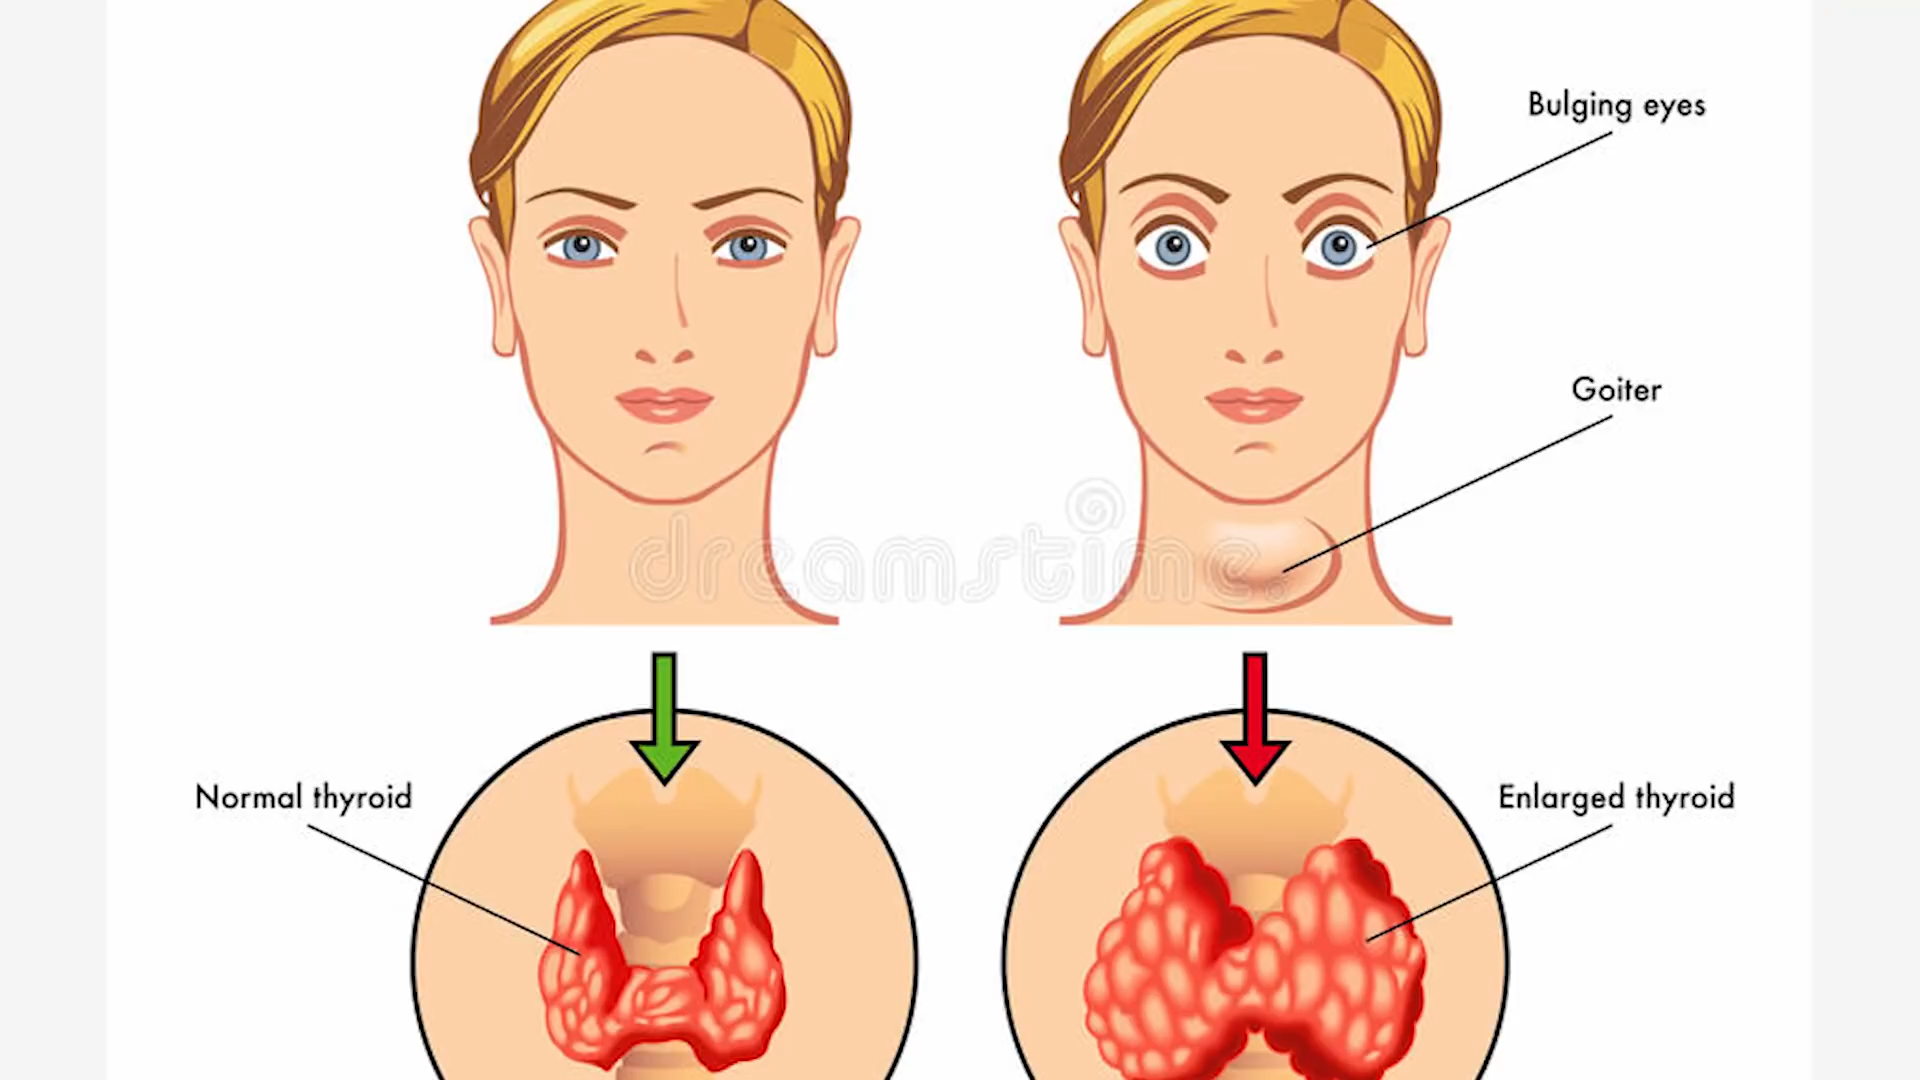 Bulging eyes
Goiter
dreamstime.
Normal thyroid
Enlarged thyroid